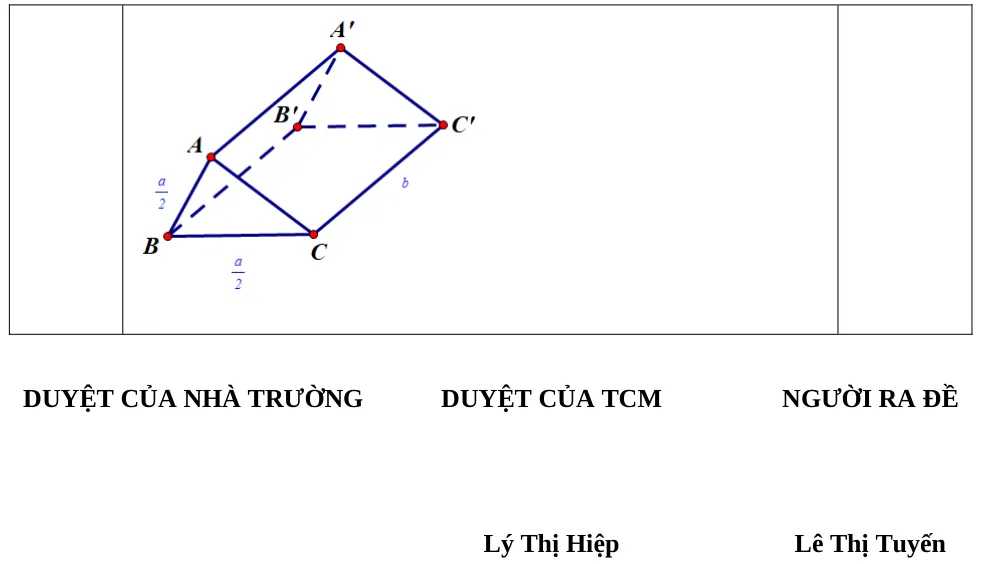 A'
B'
C'
A
a
2
b
B
C
a
2
DUYỆT CỦA NHÀ TRƯỜNG DUYỆT CỦA TCM NGƯỜI RA ĐỀ
Lý Thị Hiệp Lê Thị Tuyến